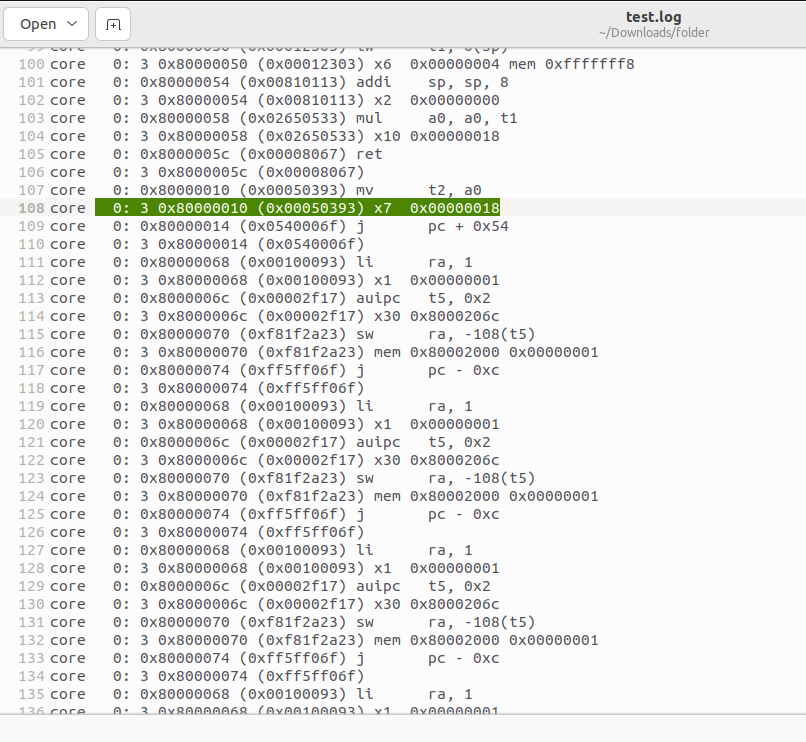 Open
test.log
~/Downloads/folder
99 core 0: 0x80000050 (0x00012303) lw t1, 0(sp)
100 core 0: 3 0x80000050 (0x00012303) x6 0x00000004 mem 0xfffffff8
101 core 0: 0x80000054 (0x00810113) addi sp, sp, 8
102 core 0: 3 0x80000054 (0x00810113) x2 0x00000000
103 core 0: 0x80000058 (0x02650533) mul a0, a0, t1
104 core 0: 3 0x80000058 (0x02650533) x10 0x00000018
105 core 0: 0x8000005c (0x00008067) ret
106 core 0: 3 0x8000005c (0x00008067)
107 core 0: 0x80000010 (0x00050393) mv t2, a0
108 core 0: 3 0x80000010 (0x00050393) x7 0x00000018
109 core 0: 0x80000014 (0x0540006f) j pc + 0x54
110 core 0: 3 0x80000014 (0x0540006f)
111 core 0: 0x80000068 (0x00100093) li ra, 1
112 core 0: 3 0x80000068 (0x00100093) x1 0x00000001
113 core 0: 0x8000006c (0x00002f17) auipc t5, 0x2
114 core 0: 3 0x8000006c (0x00002f17) x30 0x8000206c
115 core 0: 0x80000070 (0xf81f2a23) sw ra, -108(t5)
116 core 0: 3 0x80000070 (0xf81f2a23) mem 0x80002000 0x00000001
117 core 0: 0x80000074 (0xff5ff06f) j pc - 0xc
118 core 0: 3 0x80000074 (0xff5ff06f)
119 core 0: 0x80000068 (0x00100093) li ra, 1
120 core 0: 3 0x80000068 (0x00100093) x1 0x00000001
121 core 0: 0x8000006c (0x00002f17) auipc t5, 0x2
122 core 0: 3 0x8000006c (0x00002f17) x30 0x8000206c
123 core 0: 0x80000070 (0xf81f2a23) sw ra, -108(t5)
124 core 0: 3 0x80000070 (0xf81f2a23) mem 0x80002000 0x00000001
125 core 0: 0x80000074 (0xff5ff06f) j pc - 0xc
126 core 0: 3 0x80000074 (0xff5ff06f)
127 core 0: 0x80000068 (0x00100093) li ra, 1
128 core 0: 3 0x80000068 (0x00100093) x1 0x00000001
129 core 0: 0x8000006c (0x00002f17) auipc t5, 0x2
130 core 0: 3 0x8000006c (0x00002f17) x30 0x8000206c
131 core 0: 0x80000070 (0xf81f2a23) sw ra, -108(t5)
132 core 0: 3 0x80000070 (0xf81f2a23) mem 0x80002000 0x00000001
133 core 0: 0x80000074 (0xff5ff06f) j pc - 0xc
134 core 0: 3 0x80000074 (0xff5ff06f)
135 core 0: 0x80000068 (0x00100093) li ra, 1
136 core 0: 3 0x80000068 (0x00100093) x1 0x00000001